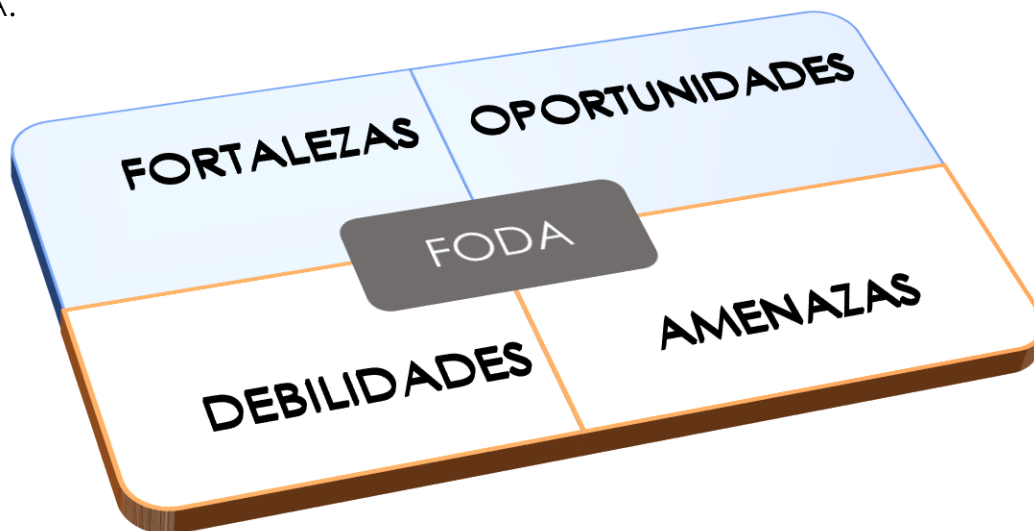 A.
FORTALEZAS
OPORTUNIDADES
FODA
DEBILIDADES
AMENAZAS